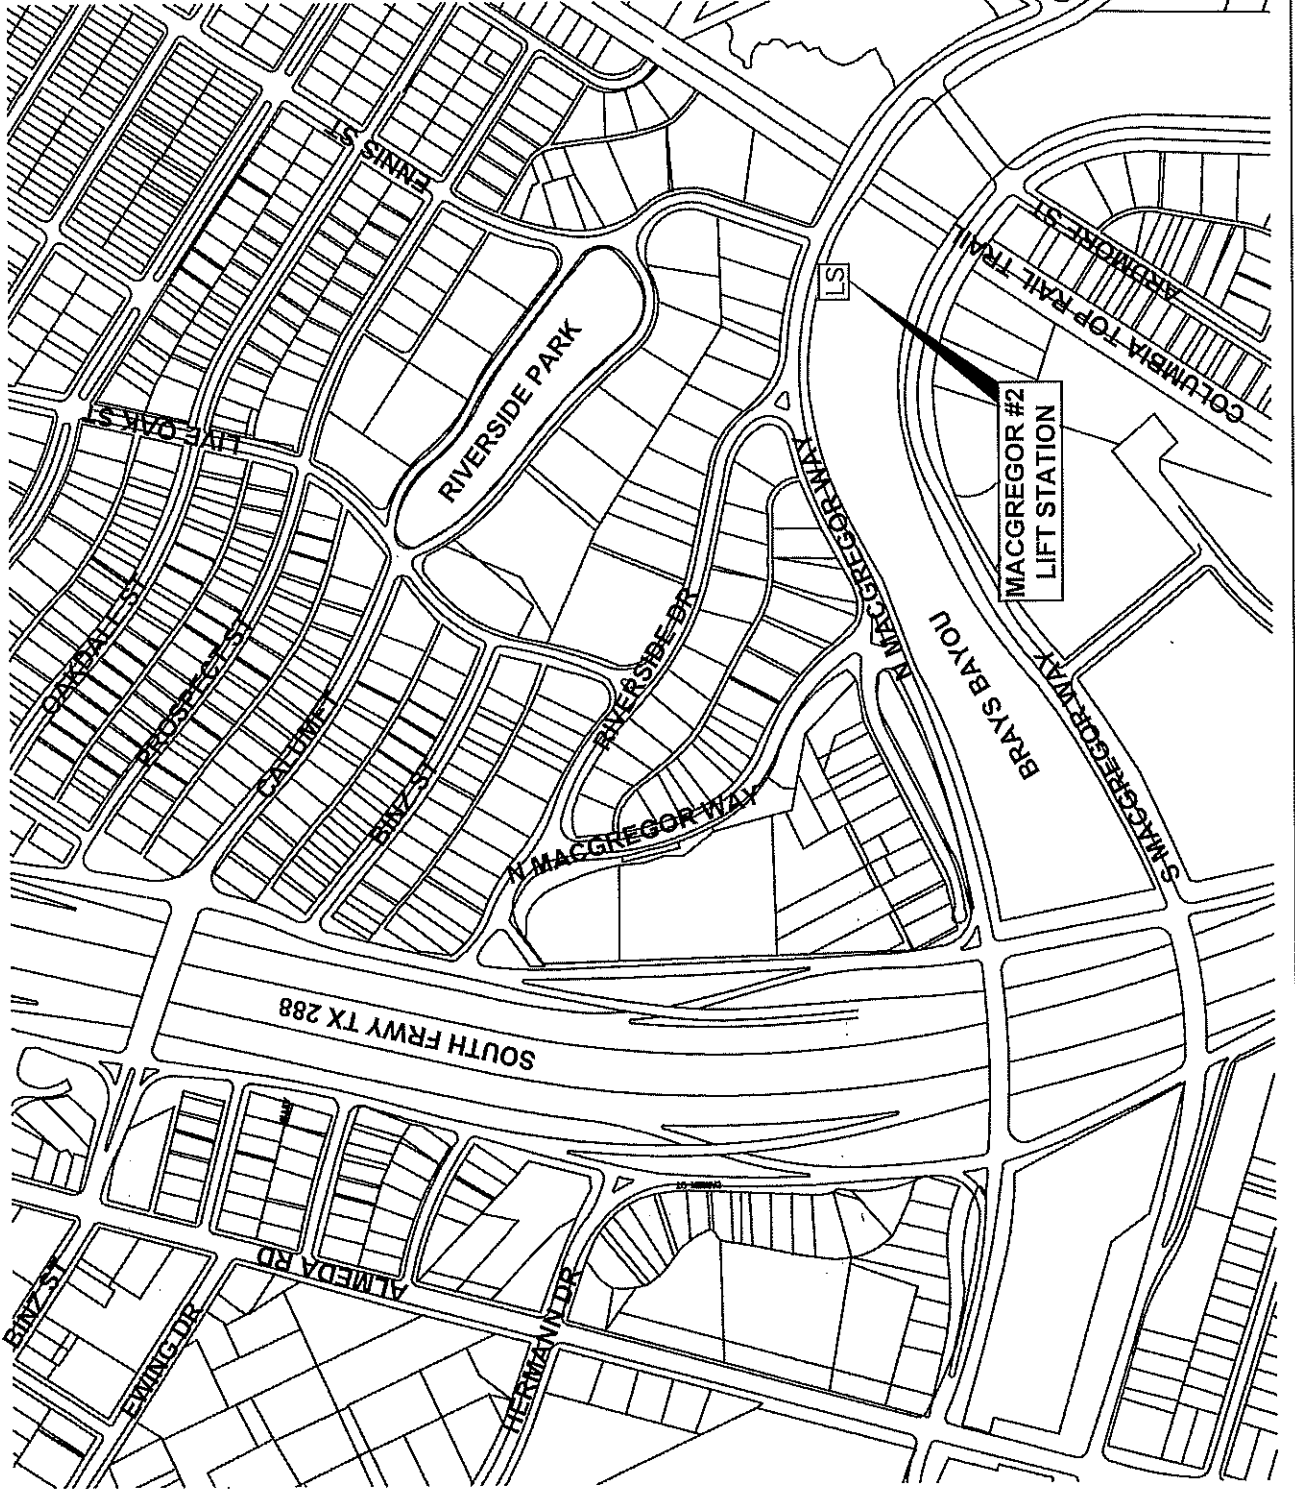 ENNIS ST
LIVE OAK ST
OAKDALE ST
PROSPECT ST
CALUMET
BINZ ST
RIVERSIDE PARK
RIVERSIDE DR
N MACGREGOR WAY
N MACGREGOR WAY
LS
MACGREGOR #2
LIFT STATION
BRAYS BAYOU
S MACGREGOR WAY
COLUMBIA TOP RAIL TRAIL
ARDMORE ST
SOUTH FRWY TX 288
ALMEDA RD
BINZ ST
EWING DR
HERMANN DR